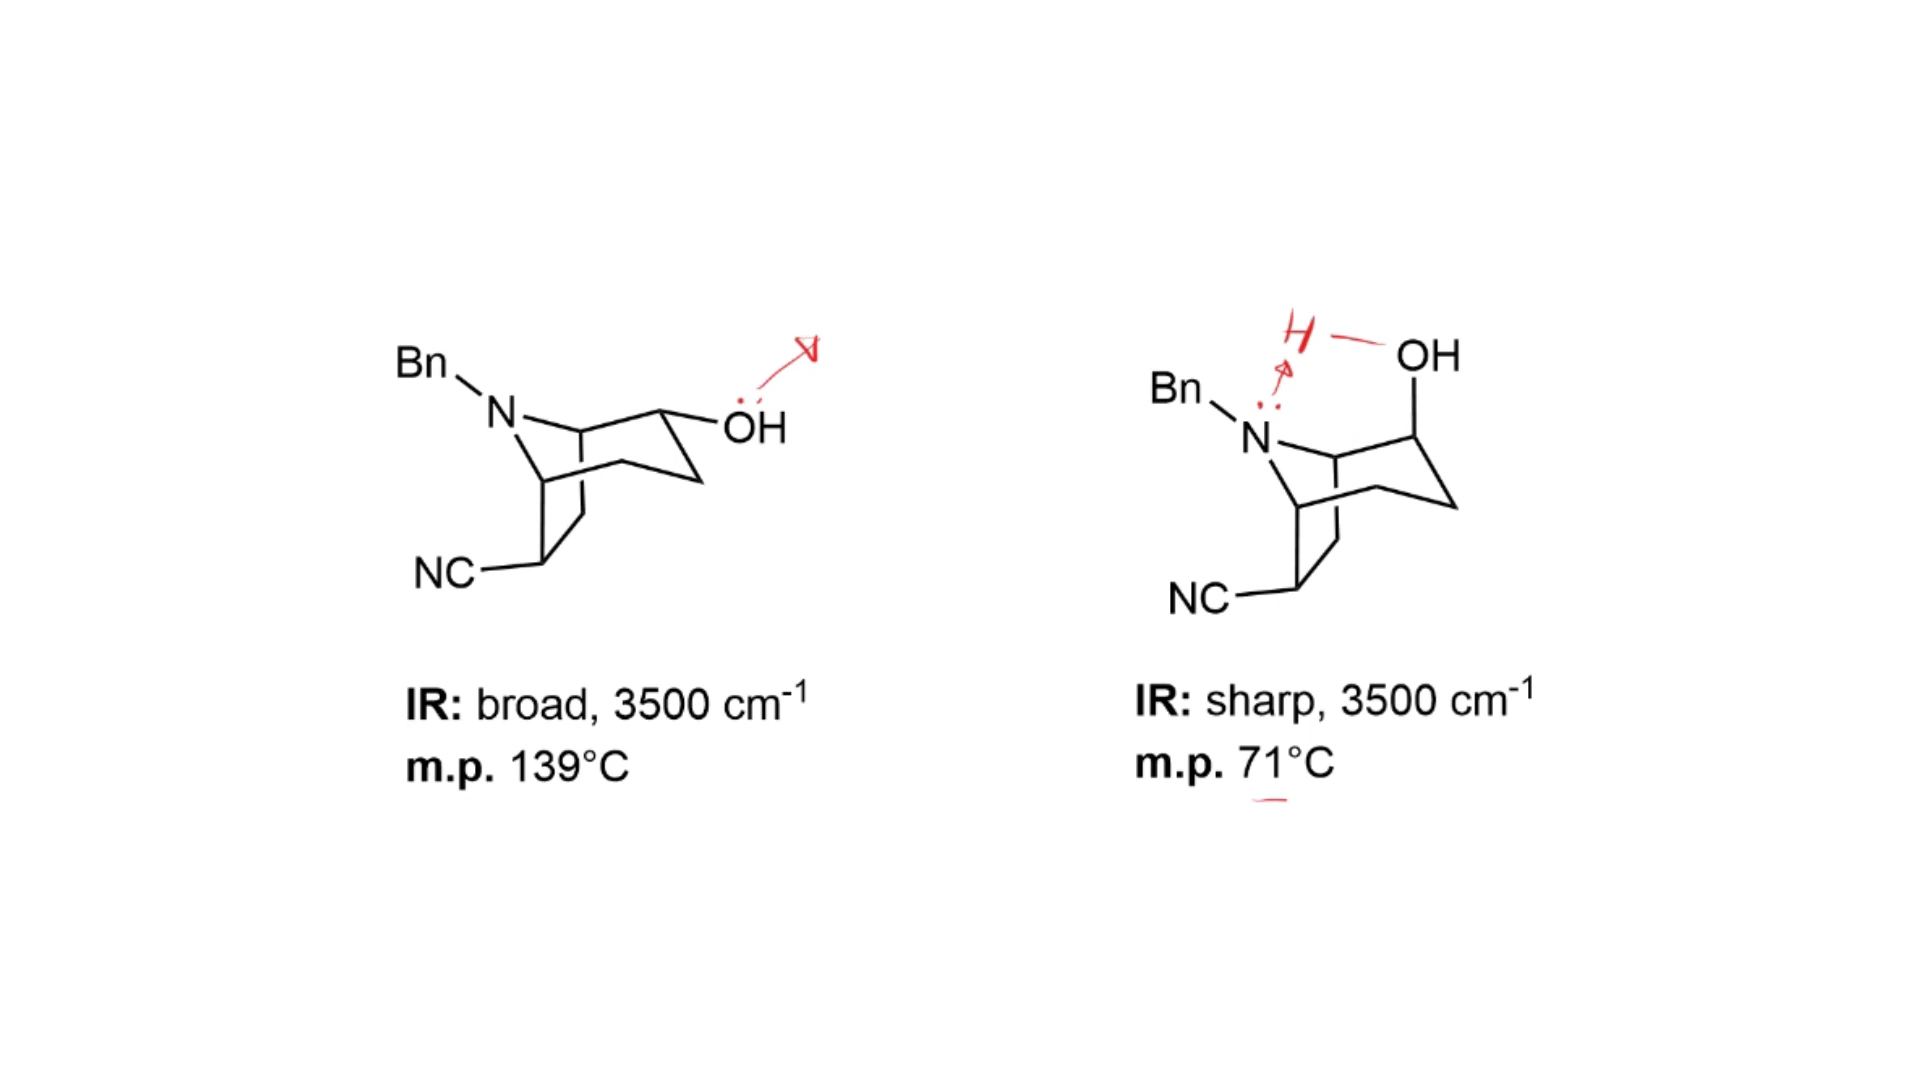 Bn
N
OH
NC
IR: broad, 3500 cm-1
m.p. 139°C
H
OH
Bn
N
NC
IR: sharp, 3500 cm-1
m.p. 71°C